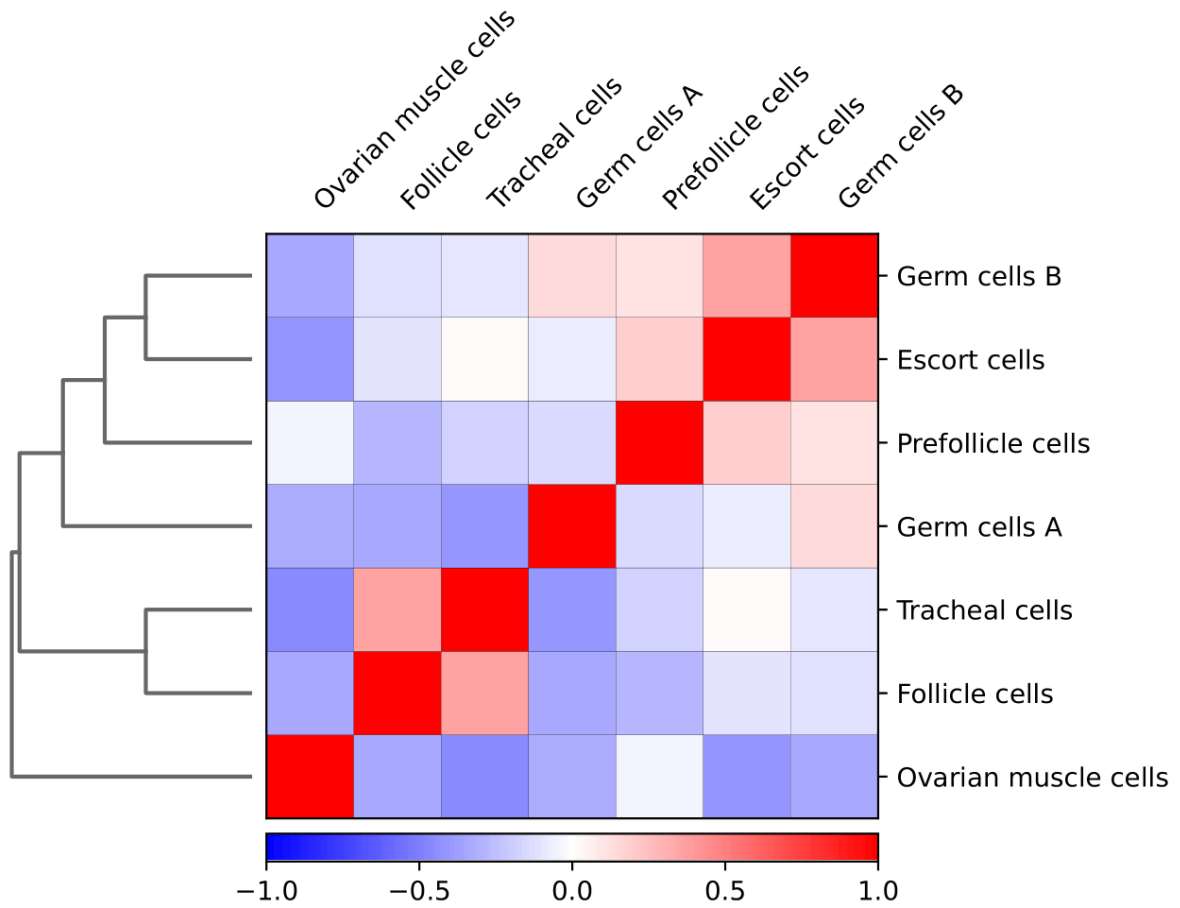 Ovarian muscle cells
Follicle cells
Tracheal cells
Germ cells A
Prefollicle cells
Escort cells
Germ cells B
Germ cells B
Escort cells
Prefollicle cells
Germ cells A
Tracheal cells
Follicle cells
Ovarian muscle cells
−1.0 −0.5 0.0 0.5 1.0